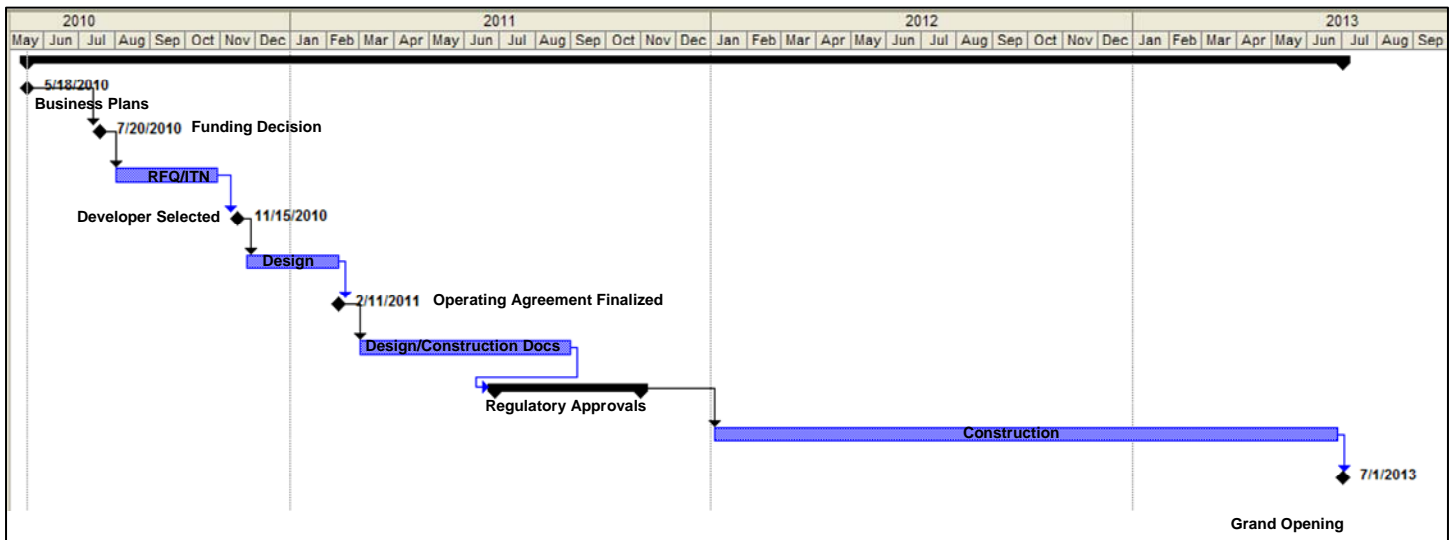 2010 2011 2012 2013
May Jun Jul Aug Sep Oct Nov Dec Jan Feb Mar Apr May Jun Jul Aug Sep Oct Nov Dec Jan Feb Mar Apr May Jun Jul Aug Sep Oct Nov Dec Jan Feb Mar Apr May Jun Jul Aug Sep
5/18/2010
Business Plans
7/20/2010 Funding Decision
RFQ/ITN
Developer Selected 11/15/2010
Design
2/11/2011 Operating Agreement Finalized
Design/Construction Docs
Regulatory Approvals
Construction
7/1/2013
Grand Opening